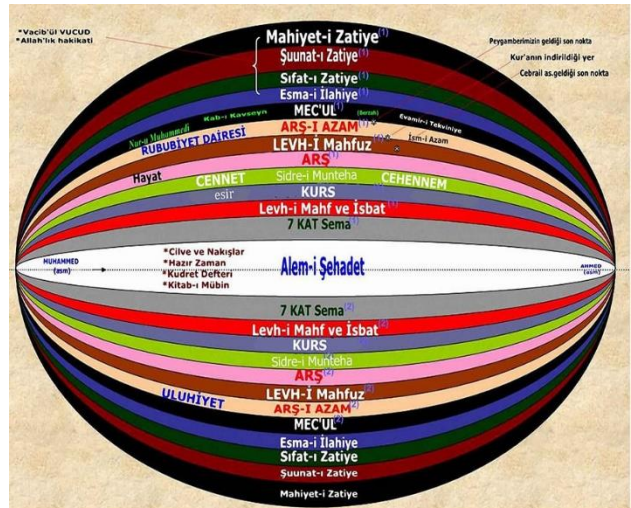 *Vacib'ül VUCUD
*Allah'lık hakikati
Mahiyet-i Zatiye(1)
Şuunat-ı Zatiye(1)
Sıfat-ı Zatiye(1)
Esma-i İlahiye(1)
Peygamberimizin geldiği son nokta
Kur'anın indirildiği yer
Cebrail as.geldiği son nokta
Kab-ı Kavseyn
MEC'UL(1)
(Berzah)
Evamir-i Tekviniye
Nur-u Muhammedi
RUBUBİYET DAİRESİ
ARŞ-I AZAM(1)
LEVH-İ Mahfuz
(1)
İsm-i Azam
ARŞ(1)
Hayat
CENNET
Sidre-i Munteha
CEHENNEM
esir
KURS
Levh-i Mahf ve İsbat(1)
7 KAT Sema(1)
MUHAMMED
(asm)
*Cilve ve Nakışlar
*Hazır Zaman
*Kudret Defteri
*Kitab-ı Mübin
Alem-i Şehadet
AHMED
(asm)
7 KAT Sema(2)
Levh-i Mahf ve İsbat(2)
KURS
Sidre-i Munteha
ARŞ(2)
LEVH-İ Mahfuz(2)
ULUHİYET
ARŞ-I AZAM(2)
MEC'UL(2)
Esma-i İlahiye
Sıfat-ı Zatiye
Şuunat-ı Zatiye
Mahiyet-i Zatiye